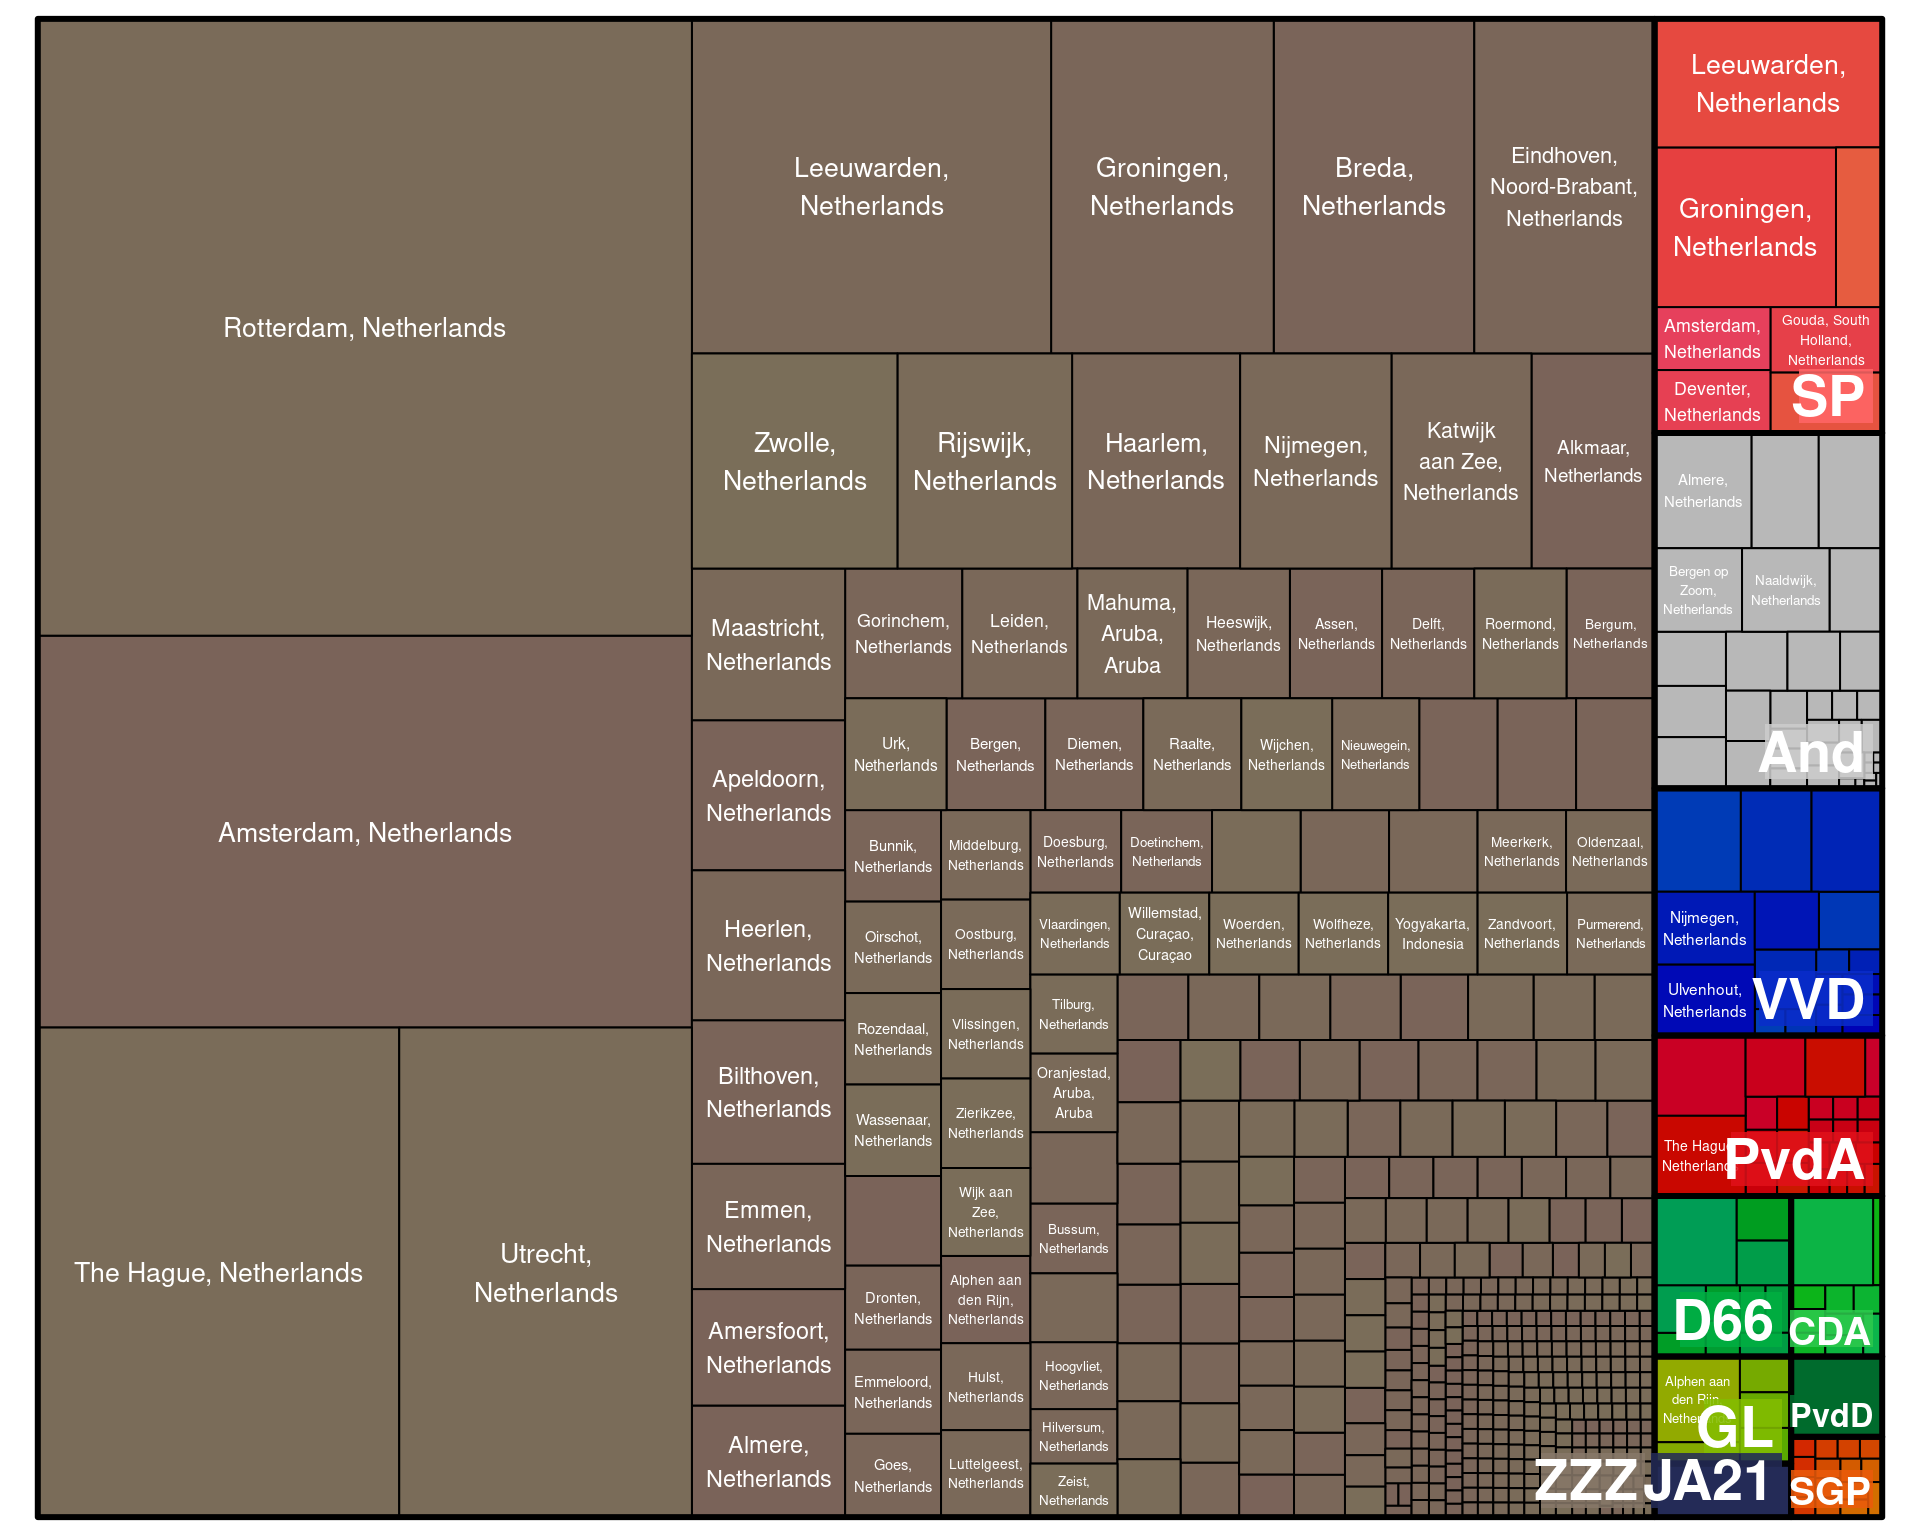 Rotterdam, Netherlands
Amsterdam, Netherlands
The Hague, Netherlands
Utrecht,
Netherlands
Leeuwarden,
Netherlands
Groningen,
Netherlands
Breda,
Netherlands
Eindhoven,
Noord-Brabant,
Netherlands
Zwolle,
Netherlands
Rijswijk,
Netherlands
Haarlem,
Netherlands
Nijmegen,
Netherlands
Katwijk
aan Zee,
Netherlands
Alkmaar,
Netherlands
Maastricht,
Netherlands
Apeldoorn,
Netherlands
Heerlen,
Netherlands
Bilthoven,
Netherlands
Emmen,
Netherlands
Amersfoort,
Netherlands
Almere,
Netherlands
Gorinchem,
Netherlands
Leiden,
Netherlands
Mahuma,
Aruba,
Aruba
Heeswijk,
Netherlands
Assen,
Netherlands
Delft,
Netherlands
Roermond,
Netherlands
Bergum,
Netherlands
Urk,
Netherlands
Bergen,
Netherlands
Diemen,
Netherlands
Raalte,
Netherlands
Wijchen,
Netherlands
Nieuwegein,
Netherlands
Bunnik,
Netherlands
Oirschot,
Netherlands
Rozendaal,
Netherlands
Wassenaar,
Netherlands
Dronten,
Netherlands
Emmeloord,
Netherlands
Goes,
Netherlands
Middelburg,
Netherlands
Oostburg,
Netherlands
Vlissingen,
Netherlands
Zierikzee,
Netherlands
Wijk aan
Zee,
Netherlands
Alphen aan
den Rijn,
Netherlands
Hulst,
Netherlands
Luttelgeest,
Netherlands
Doesburg,
Netherlands
Doetinchem,
Netherlands
Meerkerk,
Netherlands
Oldenzaal,
Netherlands
Vlaardingen,
Netherlands
Willemstad,
Curaçao,
Curaçao
Woerden,
Netherlands
Wolfheze,
Netherlands
Yogyakarta,
Indonesia
Zandvoort,
Netherlands
Purmerend,
Netherlands
Tilburg,
Netherlands
Oranjestad,
Aruba,
Aruba
Bussum,
Netherlands
Hoogvliet,
Netherlands
Hilversum,
Netherlands
Zeist,
Netherlands
ZZZ
Leeuwarden,
Netherlands
Groningen,
Netherlands
Amsterdam,
Netherlands
Gouda, South
Holland,
Netherlands
Deventer,
Netherlands
SP
Almere,
Netherlands
Bergen op
Zoom,
Netherlands
Naaldwijk,
Netherlands
And
Nijmegen,
Netherlands
Ulvenhout,
Netherlands
VVD
The Hague,
Netherlands
PvdA
D66
CDA
Alphen aan
den Rijn,
Netherlands
GL
PvdD
JA21
SGP